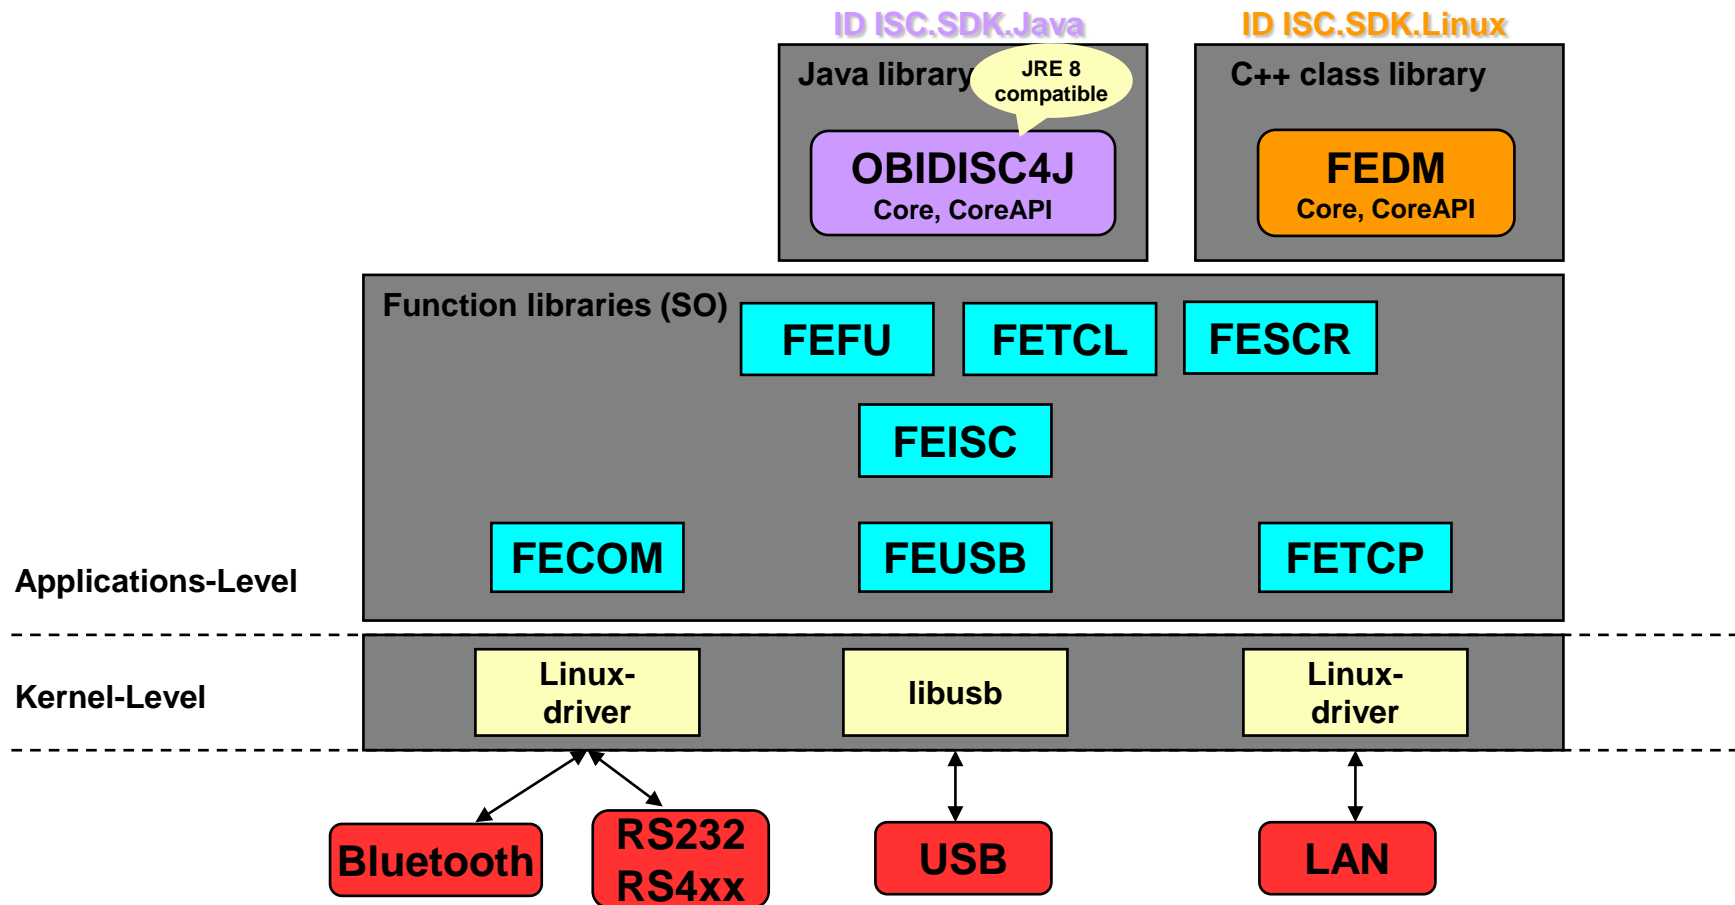 ID ISC.SDK.Java
ID ISC.SDK.Linux
Java library
JRE 8
compatible
OBIDISC4J
Core, CoreAPI
C++ class library
FEDM
Core, CoreAPI
Function libraries (SO)
FEFU
FETCL
FESCR
FEISC
FECOM
FEUSB
FETCP
Applications-Level
Kernel-Level
Linux-
driver
libusb
Linux-
driver
Bluetooth
RS232
RS4xx
USB
LAN